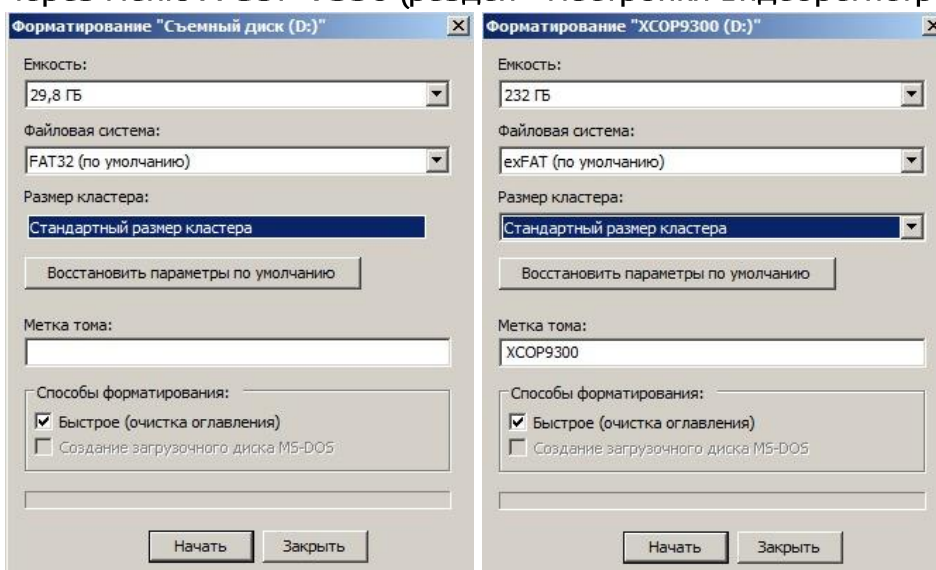 Форматирование "Съемный диск (D:)"
Емкость:
29,8 ГБ
Файловая система:
FAT32 (по умолчанию)
Размер кластера:
Стандартный размер кластера
Восстановить параметры по умолчанию
Метка тома:
Способы форматирования:
Быстрое (очистка оглавления)
Создание загрузочного диска MS-DOS
Начать
Закрыть
Форматирование "XCOP9300 (D:)"
Емкость:
232 ГБ
Файловая система:
exFAT (по умолчанию)
Размер кластера:
Стандартный размер кластера
Восстановить параметры по умолчанию
Метка тома:
XCOP9300
Способы форматирования:
Быстрое (очистка оглавления)
Создание загрузочного диска MS-DOS
Начать
Закрыть